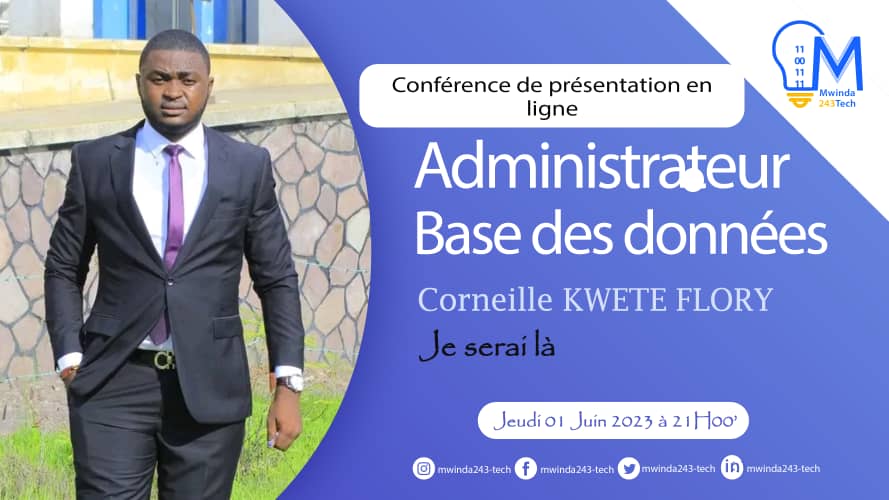 11
00
11
11
M
Mwinda
243Tech
Conférence de présentation en
ligne
Administrateur
Base des données
Corneille KWETE FLORY
Je serai là
Jeudi 01 Juin 2023 à 21H00'
mwinda243-tech mwinda243-tech mwinda243-tech mwinda243-tech